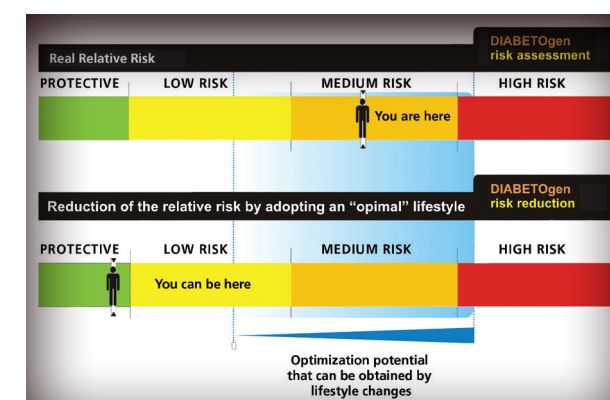 DIABETOgen
risk assessment
Real Relative Risk
PROTECTIVE LOW RISK MEDIUM RISK HIGH RISK
You are here
DIABETOgen
risk reduction
Reduction of the relative risk by adopting an “opimal” lifestyle
PROTECTIVE LOW RISK MEDIUM RISK HIGH RISK
You can be here
Optimization potential
that can be obtained by
lifestyle changes